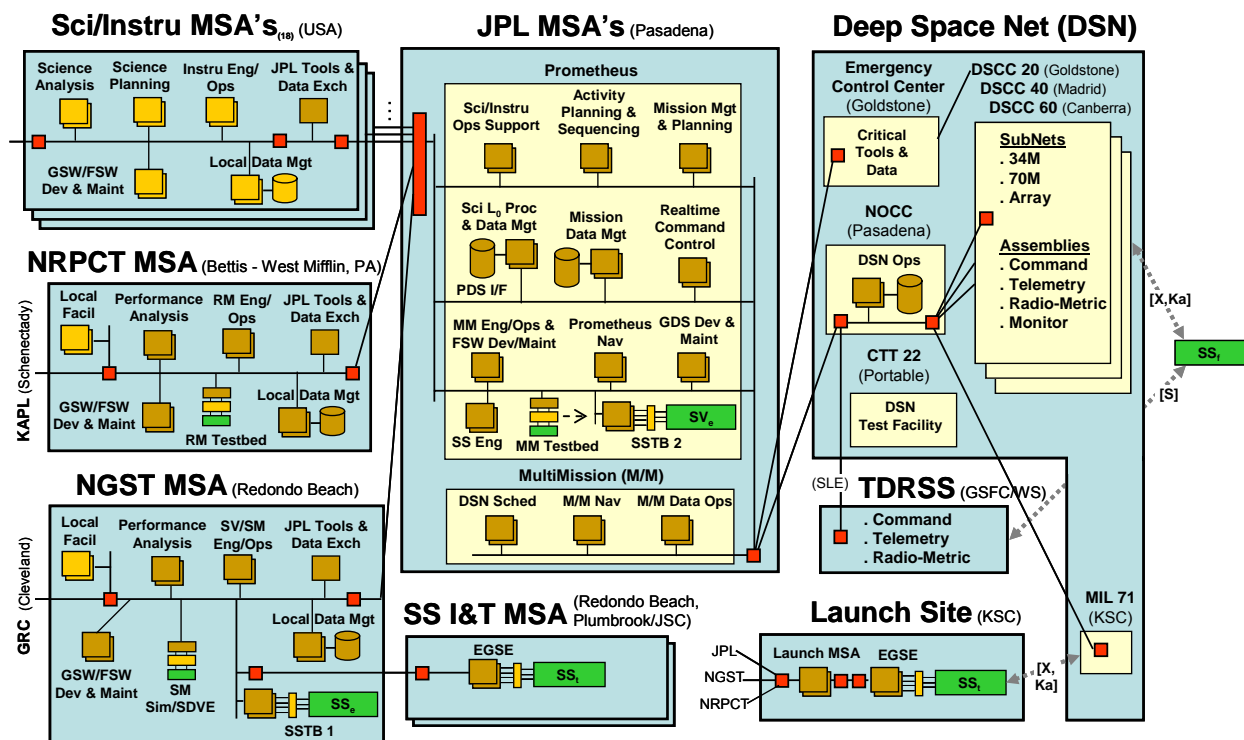 Sci/Instru MSA's(18) (USA)
Science Analysis
Science Planning
Instru Eng/ Ops
JPL Tools & Data Exch
GSW/FSW Dev & Maint
Local Data Mgt
NRPCT MSA (Bettis - West Mifflin, PA)
KAPL (Schenectady)
Local Facil
Performance Analysis
RM Eng/ Ops
JPL Tools & Data Exch
GSW/FSW Dev & Maint
RM Testbed
Local Data Mgt
NGST MSA (Redondo Beach)
GRC (Cleveland)
Local Facil
Performance Analysis
SV/SM Eng/Ops
JPL Tools & Data Exch
GSW/FSW Dev & Maint
SM Sim/SDVE
Local Data Mgt
SSe
SSTB 1
JPL MSA's (Pasadena)
Prometheus
Sci/Instru Ops Support
Activity Planning & Sequencing
Mission Mgt & Planning
Sci L0 Proc & Data Mgt
PDS I/F
Mission Data Mgt
Realtime Command Control
MM Eng/Ops & FSW Dev/Maint
Prometheus Nav
GDS Dev & Maint
SS Eng
MM Testbed
SSTB 2
SVe
MultiMission (M/M)
DSN Sched
M/M Nav
M/M Data Ops
SS I&T MSA (Redondo Beach, Plumbrook/JSC)
EGSE
SSt
Deep Space Net (DSN)
Emergency Control Center (Goldstone)
Critical Tools & Data
DSCC 20 (Goldstone)
DSCC 40 (Madrid)
DSCC 60 (Canberra)
SubNets
. 34M
. 70M
. Array
Assemblies
. Command
. Telemetry
. Radio-Metric
. Monitor
NOCC (Pasadena)
DSN Ops
CTT 22 (Portable)
DSN Test Facility
[X,Ka]
SSf
[S]
(SLE)
TDRSS (GSFC/WS)
. Command
. Telemetry
. Radio-Metric
MIL 71 (KSC)
Launch Site (KSC)
JPL
NGST
NRPCT
Launch MSA
EGSE
SSt
[X, Ka]